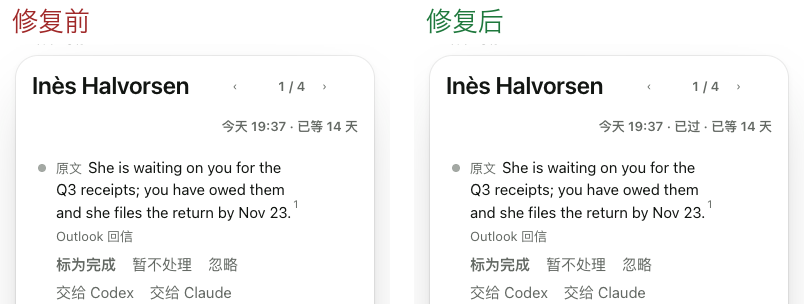 修复前
Inès Halvorsen
‹ 1 / 4 ›
今天 19:37 · 已等 14 天
原文 She is waiting on you for the
Q3 receipts; you have owed them
and she files the return by Nov 23. 1
Outlook 回信
标为完成 暂不处理 忽略
交给 Codex 交给 Claude
修复后
Inès Halvorsen
‹ 1 / 4 ›
今天 19:37 · 已过 · 已等 14 天
原文 She is waiting on you for the
Q3 receipts; you have owed them
and she files the return by Nov 23. 1
Outlook 回信
标为完成 暂不处理 忽略
交给 Codex 交给 Claude